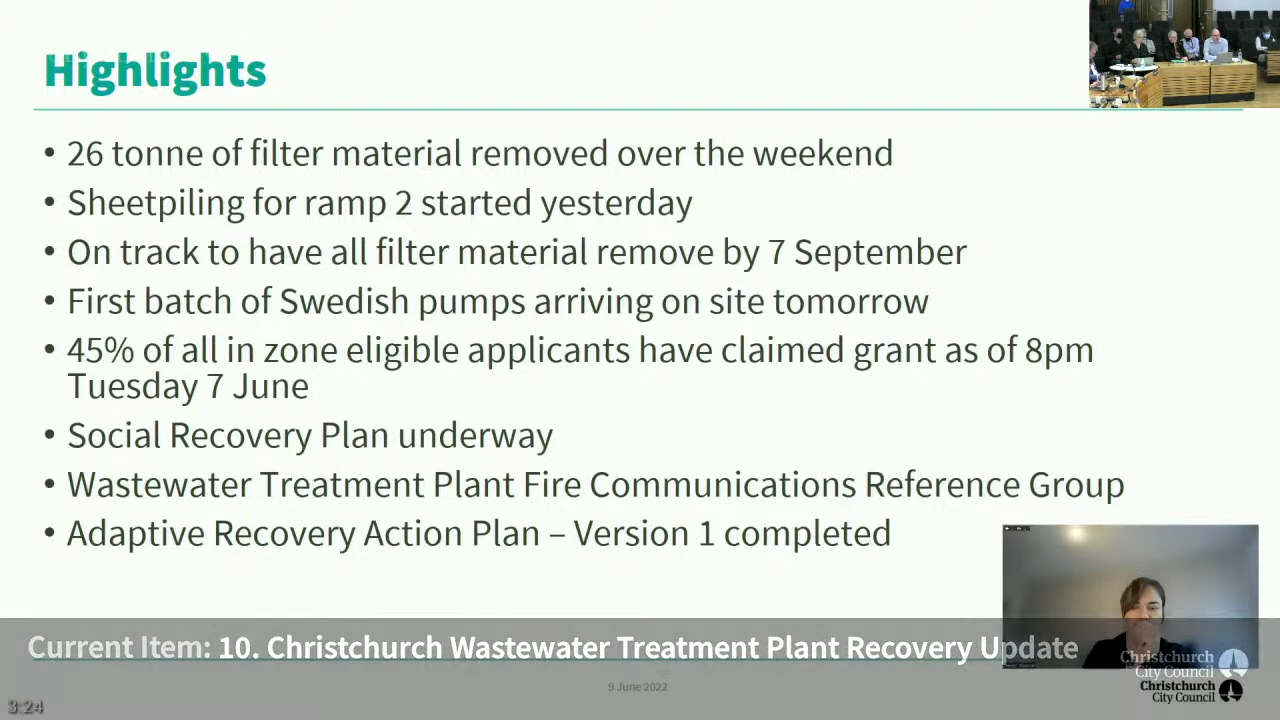 Highlights
• 26 tonne of filter material removed over the weekend
• Sheetpiling for ramp 2 started yesterday
• On track to have all filter material remove by 7 September
• First batch of Swedish pumps arriving on site tomorrow
• 45% of all in zone eligible applicants have claimed grant as of 8pm
Tuesday 7 June
• Social Recovery Plan underway
• Wastewater Treatment Plant Fire Communications Reference Group
• Adaptive Recovery Action Plan – Version 1 completed
Current Item: 10. Christchurch Wastewater Treatment Plant Recovery Update
Christchurch
City Council
Christchurch
City Council
9 June 2022
3:24